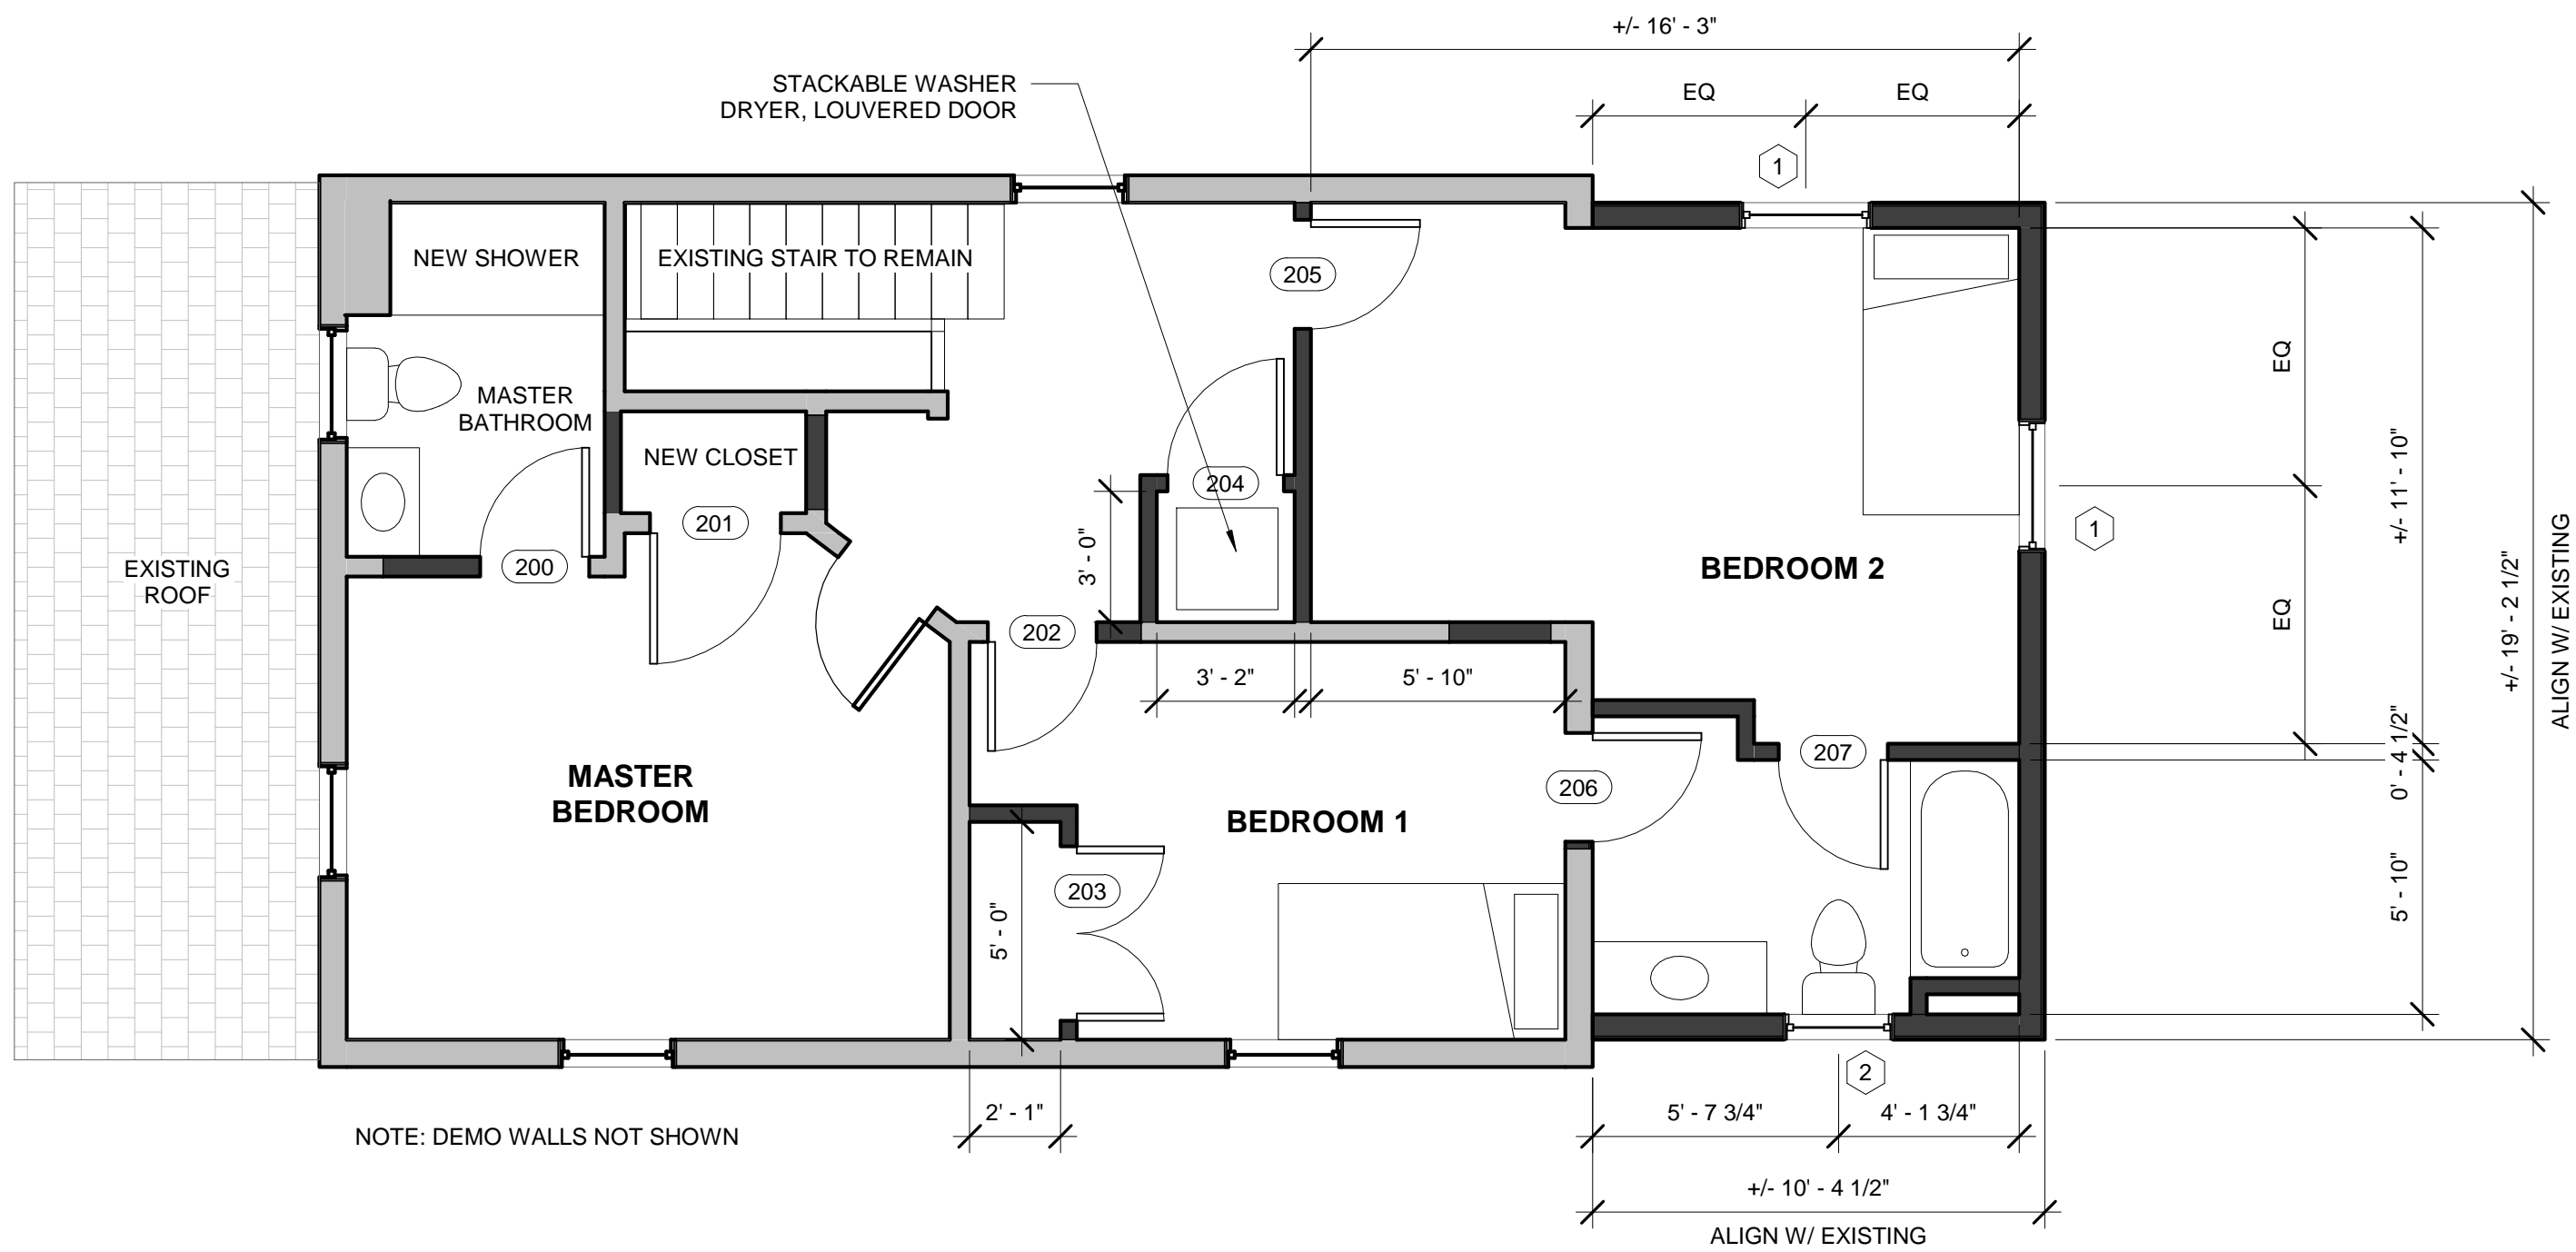 +/- 16' - 3"
STACKABLE WASHER
DRYER, LOUVERED DOOR
EQ
EQ
1
NEW SHOWER
EXISTING STAIR TO REMAIN
205
MASTER
BATHROOM
EQ
NEW CLOSET
204
+/- 11' - 10"
201
1
3' - 0"
EXISTING
ROOF
200
BEDROOM 2
EQ
+/- 19' - 2 1/2"
ALIGN W/ EXISTING
202
3' - 2"
5' - 10"
207
0' - 4 1/2"
MASTER
BEDROOM
206
BEDROOM 1
203
5' - 0"
5' - 10"
2
2' - 1"
5' - 7 3/4"
4' - 1 3/4"
NOTE: DEMO WALLS NOT SHOWN
+/- 10' - 4 1/2"
ALIGN W/ EXISTING